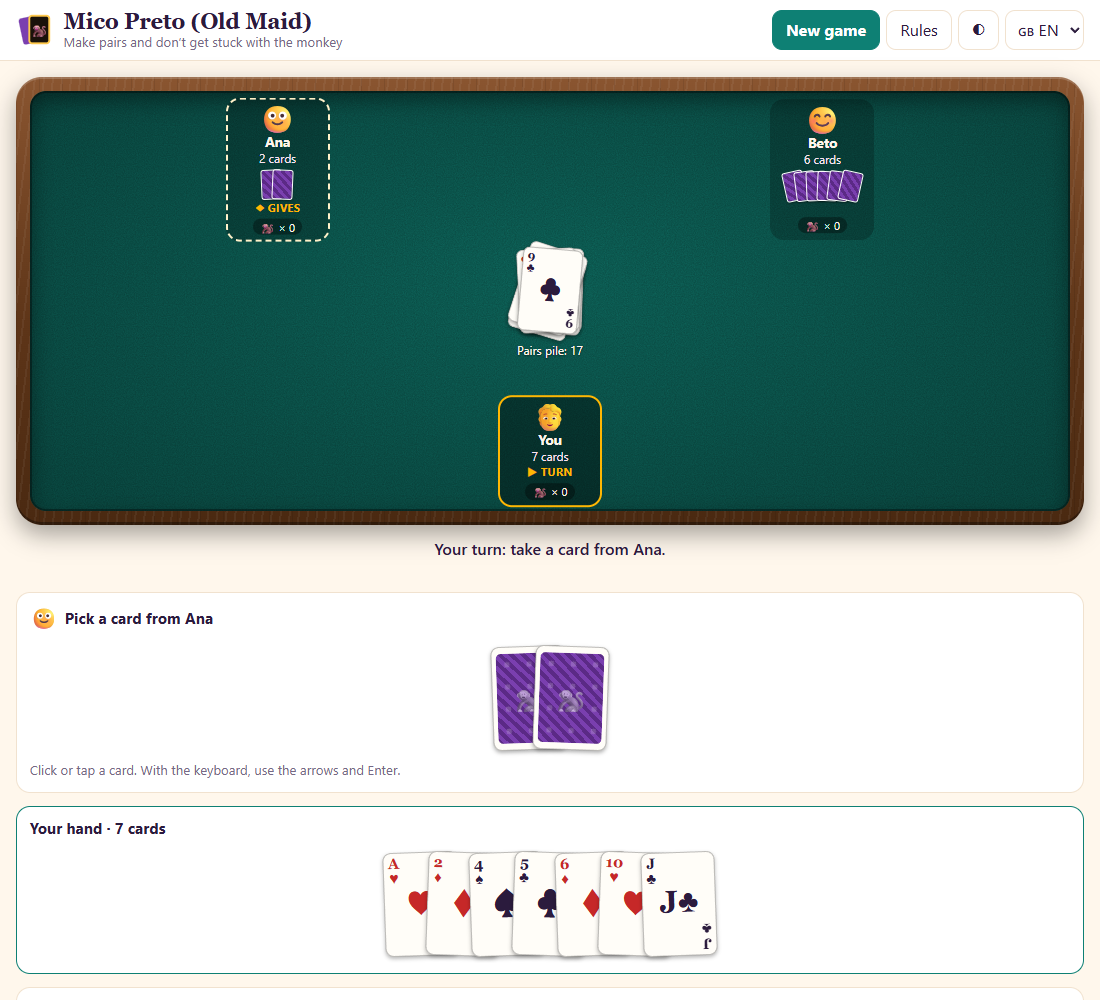 Mico Preto (Old Maid)
Make pairs and don't get stuck with the monkey
New game
Rules
GB EN
Ana
2 cards
◆ GIVES
× 0
Beto
6 cards
× 0
9
9
Pairs pile: 17
You
7 cards
▶ TURN
× 0
Your turn: take a card from Ana.
Pick a card from Ana
Click or tap a card. With the keyboard, use the arrows and Enter.
Your hand · 7 cards
A 2 4 5 6 10 J
J
J